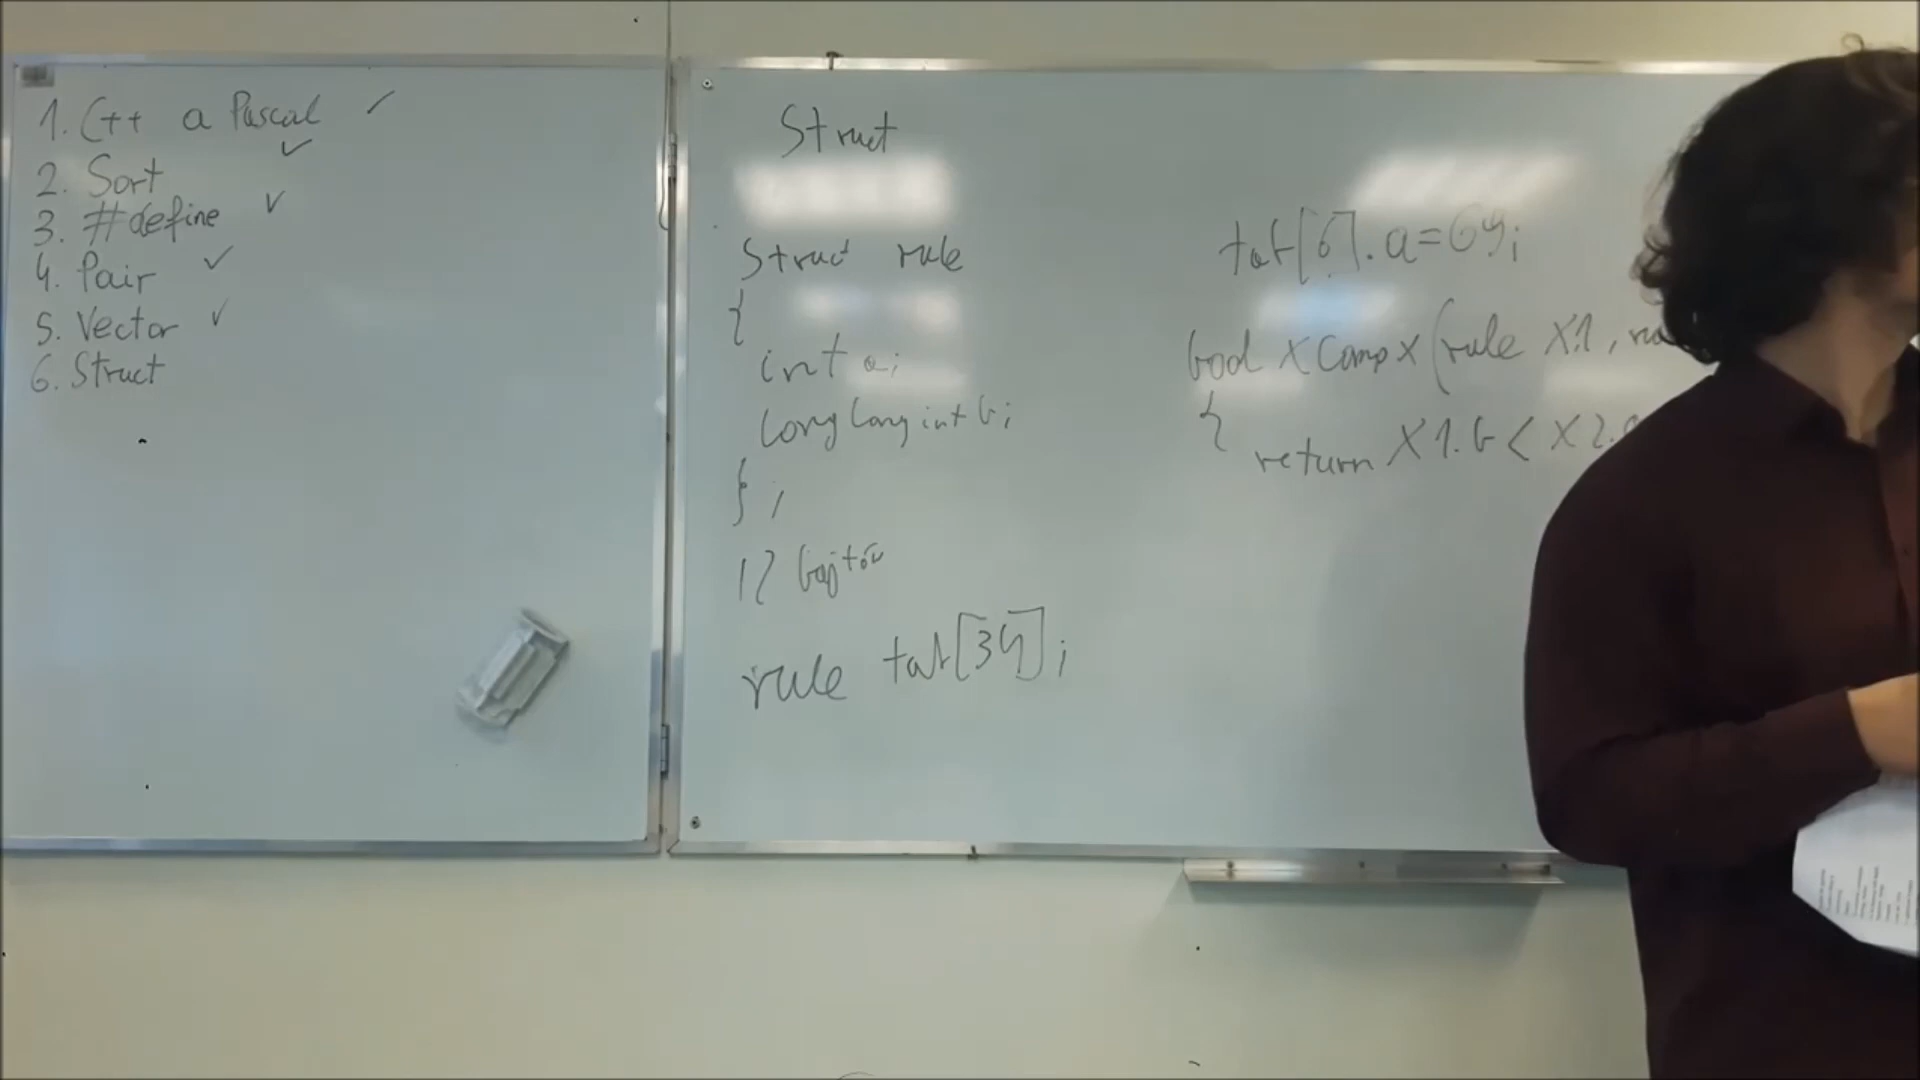 1. C++ a Pascal ✓
2. Sort ✓
3. #define ✓
4. Pair ✓
5. Vector ✓
6. Struct
Struct
Struct rule
{
int a;
long long int b;
};
12 bajtów
rule tab[34];
tab[6].a=69;
bool xCompx(rule X1,
{
return X1.b < X2.